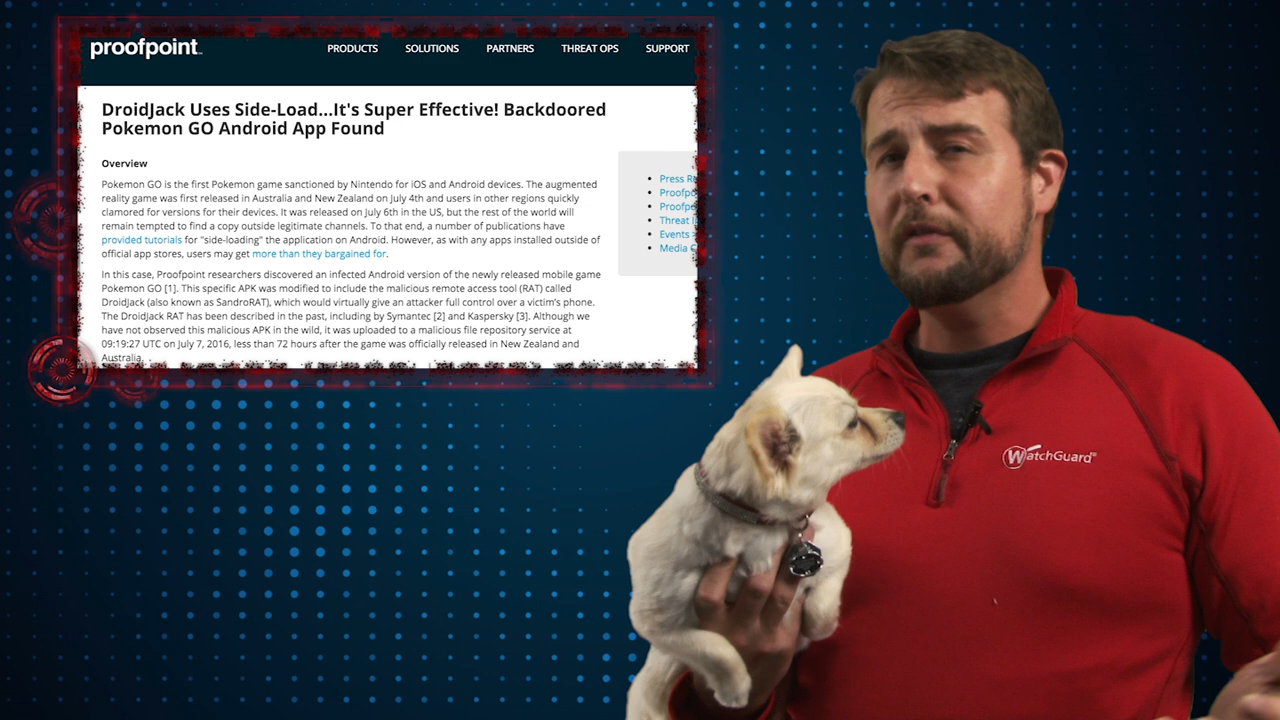 proofpoint
PRODUCTS SOLUTIONS PARTNERS THREAT OPS SUPPORT
DroidJack Uses Side-Load...It's Super Effective! Backdoored
Pokemon GO Android App Found
Overview
Pokemon GO is the first Pokemon game sanctioned by Nintendo for iOS and Android devices. The augmented
reality game was first released in Australia and New Zealand on July 4th and users in other regions quickly
clamored for versions for their devices. It was released on July 6th in the US, but the rest of the world will
remain tempted to find a copy outside legitimate channels. To that end, a number of publications have
provided tutorials for "side-loading" the application on Android. However, as with any apps installed outside of
official app stores, users may get more than they bargained for.
In this case, Proofpoint researchers discovered an infected Android version of the newly released mobile game
Pokemon GO [1]. This specific APK was modified to include the malicious remote access tool (RAT) called
DroidJack (also known as SandroRAT), which would virtually give an attacker full control over a victim's phone.
The DroidJack RAT has been described in the past, including by Symantec [2] and Kaspersky [3]. Although we
have not observed this malicious APK in the wild, it was uploaded to a malicious file repository service at
09:19:27 UTC on July 7, 2016, less than 72 hours after the game was officially released in New Zealand and
Australia.
Press
Threat
Events
Media
WatchGuard